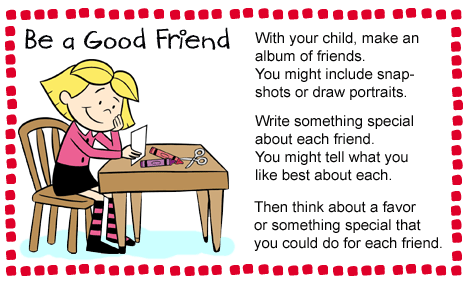 Be a Good Friend
With your child, make an
album of friends.
You might include snap-
shots or draw portraits.
Write something special
about each friend.
You might tell what you
like best about each.
Then think about a favor
or something special that
you could do for each friend.